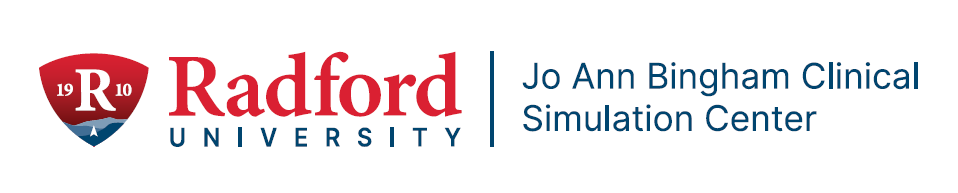 19 R 10
Radford
UNIVERSITY
Jo Ann Bingham Clinical
Simulation Center